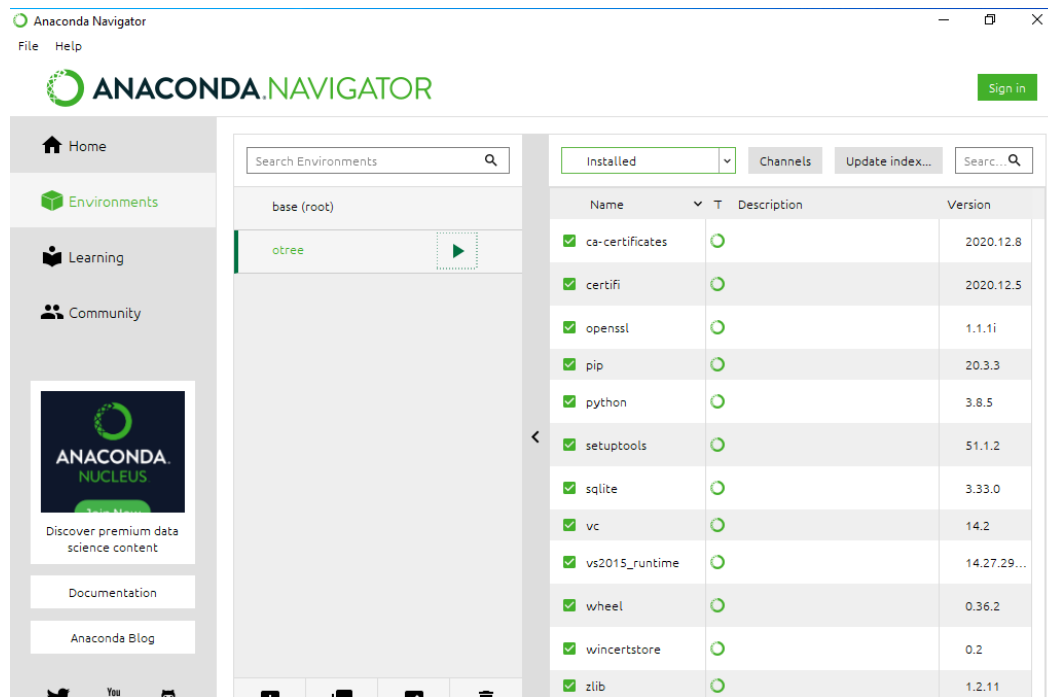 Anaconda Navigator
File Help
ANACONDA.NAVIGATOR
Sign in
Home
Environments
Learning
Community
ANACONDA.
NUCLEUS
Join Now
Discover premium data
science content
Documentation
Anaconda Blog
You
Search Environments
base (root)
otree
Installed
Channels
Update index...
Searc...
Name T Description Version
ca-certificates 2020.12.8
certifi 2020.12.5
openssl 1.1.1i
pip 20.3.3
python 3.8.5
setuptools 51.1.2
sqlite 3.33.0
vc 14.2
vs2015_runtime 14.27.29...
wheel 0.36.2
wincertstore 0.2
zlib 1.2.11